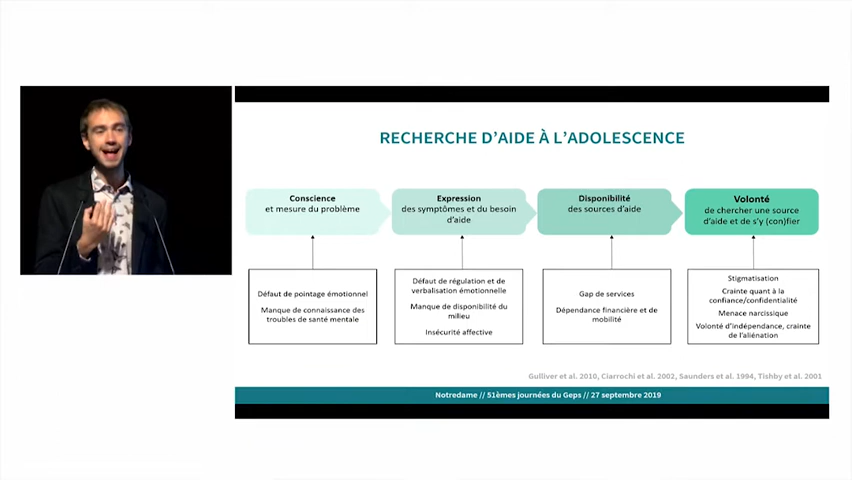 RECHERCHE D'AIDE À L'ADOLESCENCE
Conscience
et mesure du problème
Expression
des symptômes et du besoin
d'aide
Disponibilité
des sources d'aide
Volonté
de chercher une source
d'aide et de s'y (con)fier
Défaut de pointage émotionnel
Manque de connaissance des
troubles de santé mentale
Défaut de régulation et de
verbalisation émotionnelle
Manque de disponibilité du
milieu
Insécurité affective
Gap de services
Dépendance financière et de
mobilité
Stigmatisation
Crainte quant à la
confiance/confidentialité
Menace narcissique
Volonté d'indépendance, crainte
de l'aliénation
Gulliver et al. 2010, Ciarrochi et al. 2002, Saunders et al. 1994, Tishby et al. 2001
Notredame // 51èmes journées du Geps // 27 septembre 2019